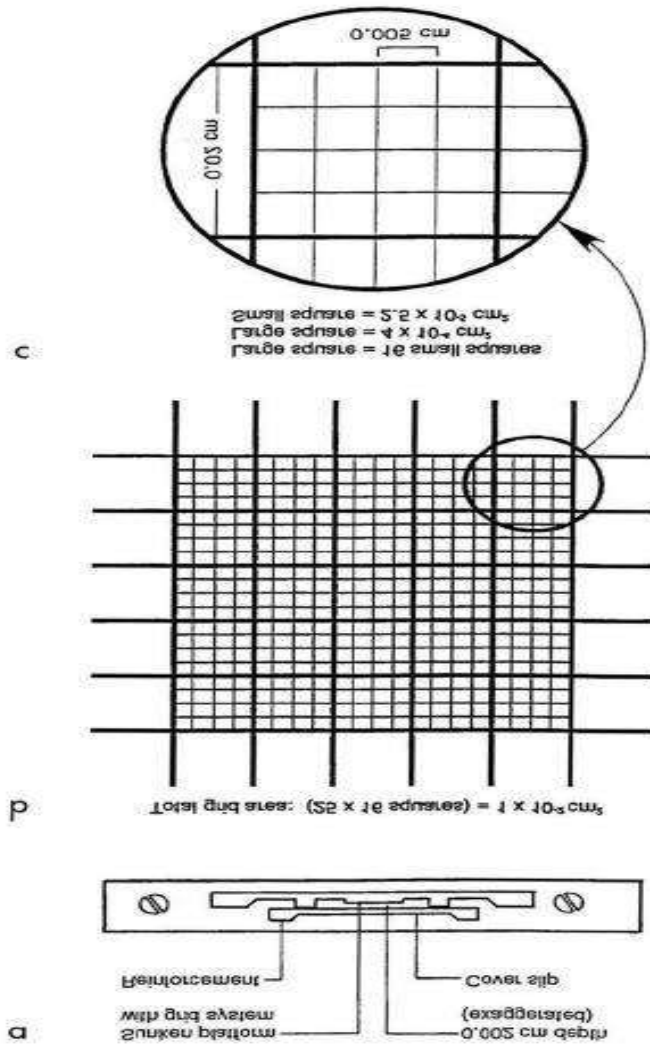 a
Sunken platform
with grid system
0.002 cm depth
(exaggerated)
Reinforcement
Cover slip
b
Total grid area: (25 x 16 squares) = 1 x 10⁻² cm²
c
Large square = 16 small squares
Large square = 4 x 10⁻⁴ cm²
Small square = 2.5 x 10⁻⁵ cm²
0.02 cm
0.005 cm